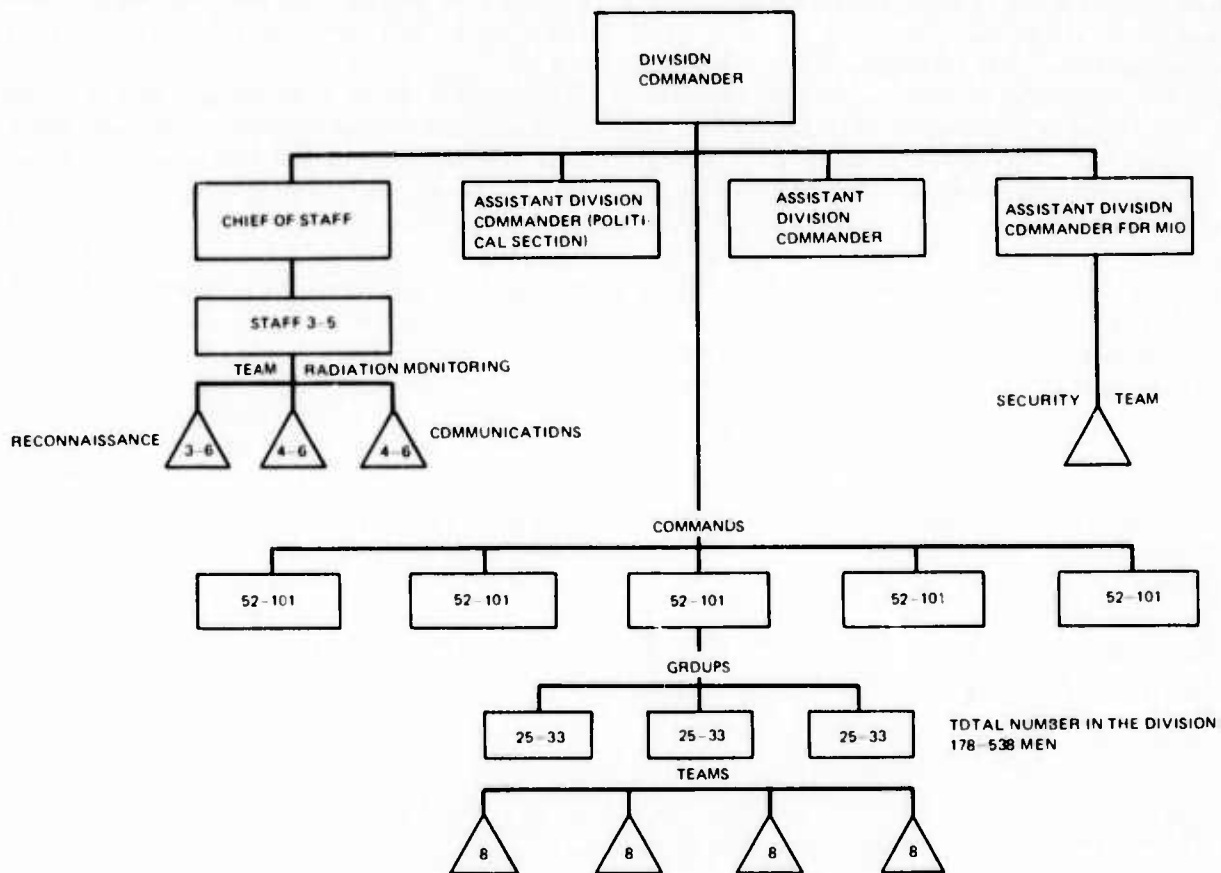 DIVISION
COMMANDER
CHIEF OF STAFF
ASSISTANT DIVISION
COMMANDER (POLITI-
CAL SECTION)
ASSISTANT
DIVISION
COMMANDER
ASSISTANT DIVISION
COMMANDER FOR MIO
STAFF 3-5
TEAM RADIATION MONITORING
RECONNAISSANCE
3-6
4-6
4-6
COMMUNICATIONS
SECURITY TEAM
COMMANDS
52-101
52-101
52-101
52-101
52-101
GROUPS
25-33
25-33
25-33
TOTAL NUMBER IN THE DIVISION
178-538 MEN
TEAMS
8
8
8
8